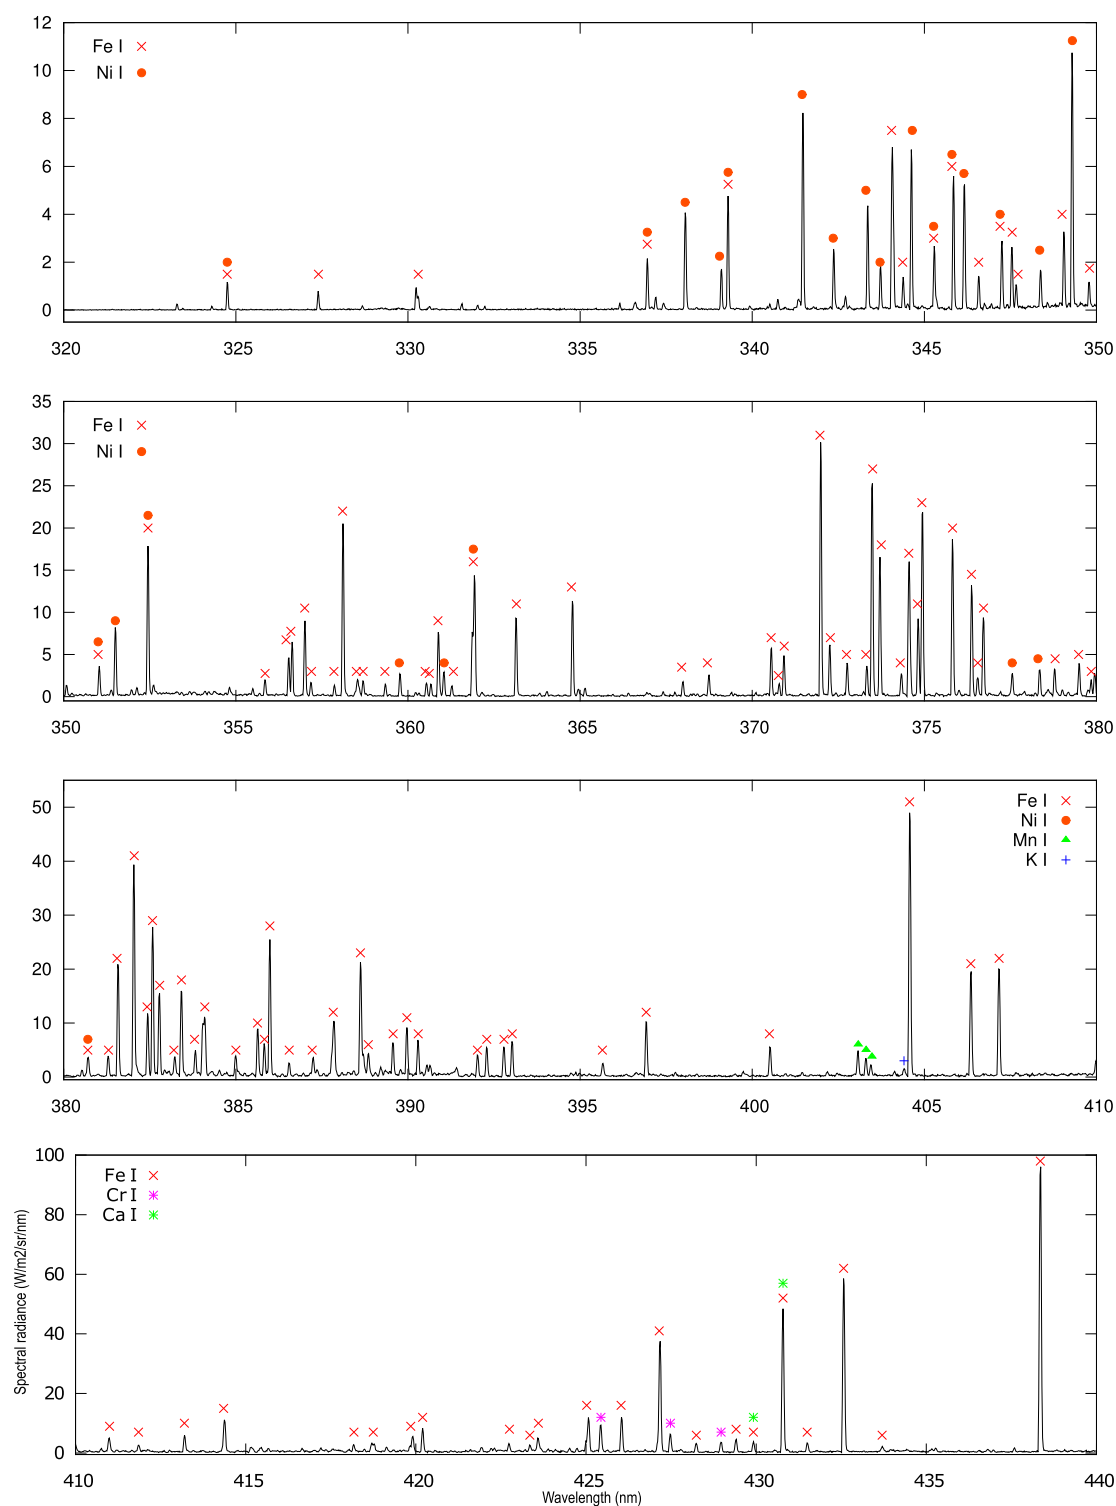 12
10
8
6
4
2
0
Fe I
Ni I
320 325 330 335 340 345 350
35
30
25
20
15
10
5
0
Fe I
Ni I
350 355 360 365 370 375 380
50
40
30
20
10
0
Fe I
Ni I
Mn I
K I
380 385 390 395 400 405 410
100
80
60
40
20
0
Spectral radiance (W/m2/sr/nm)
Fe I
Cr I
Ca I
410 415 420 425 430 435 440
Wavelength (nm)